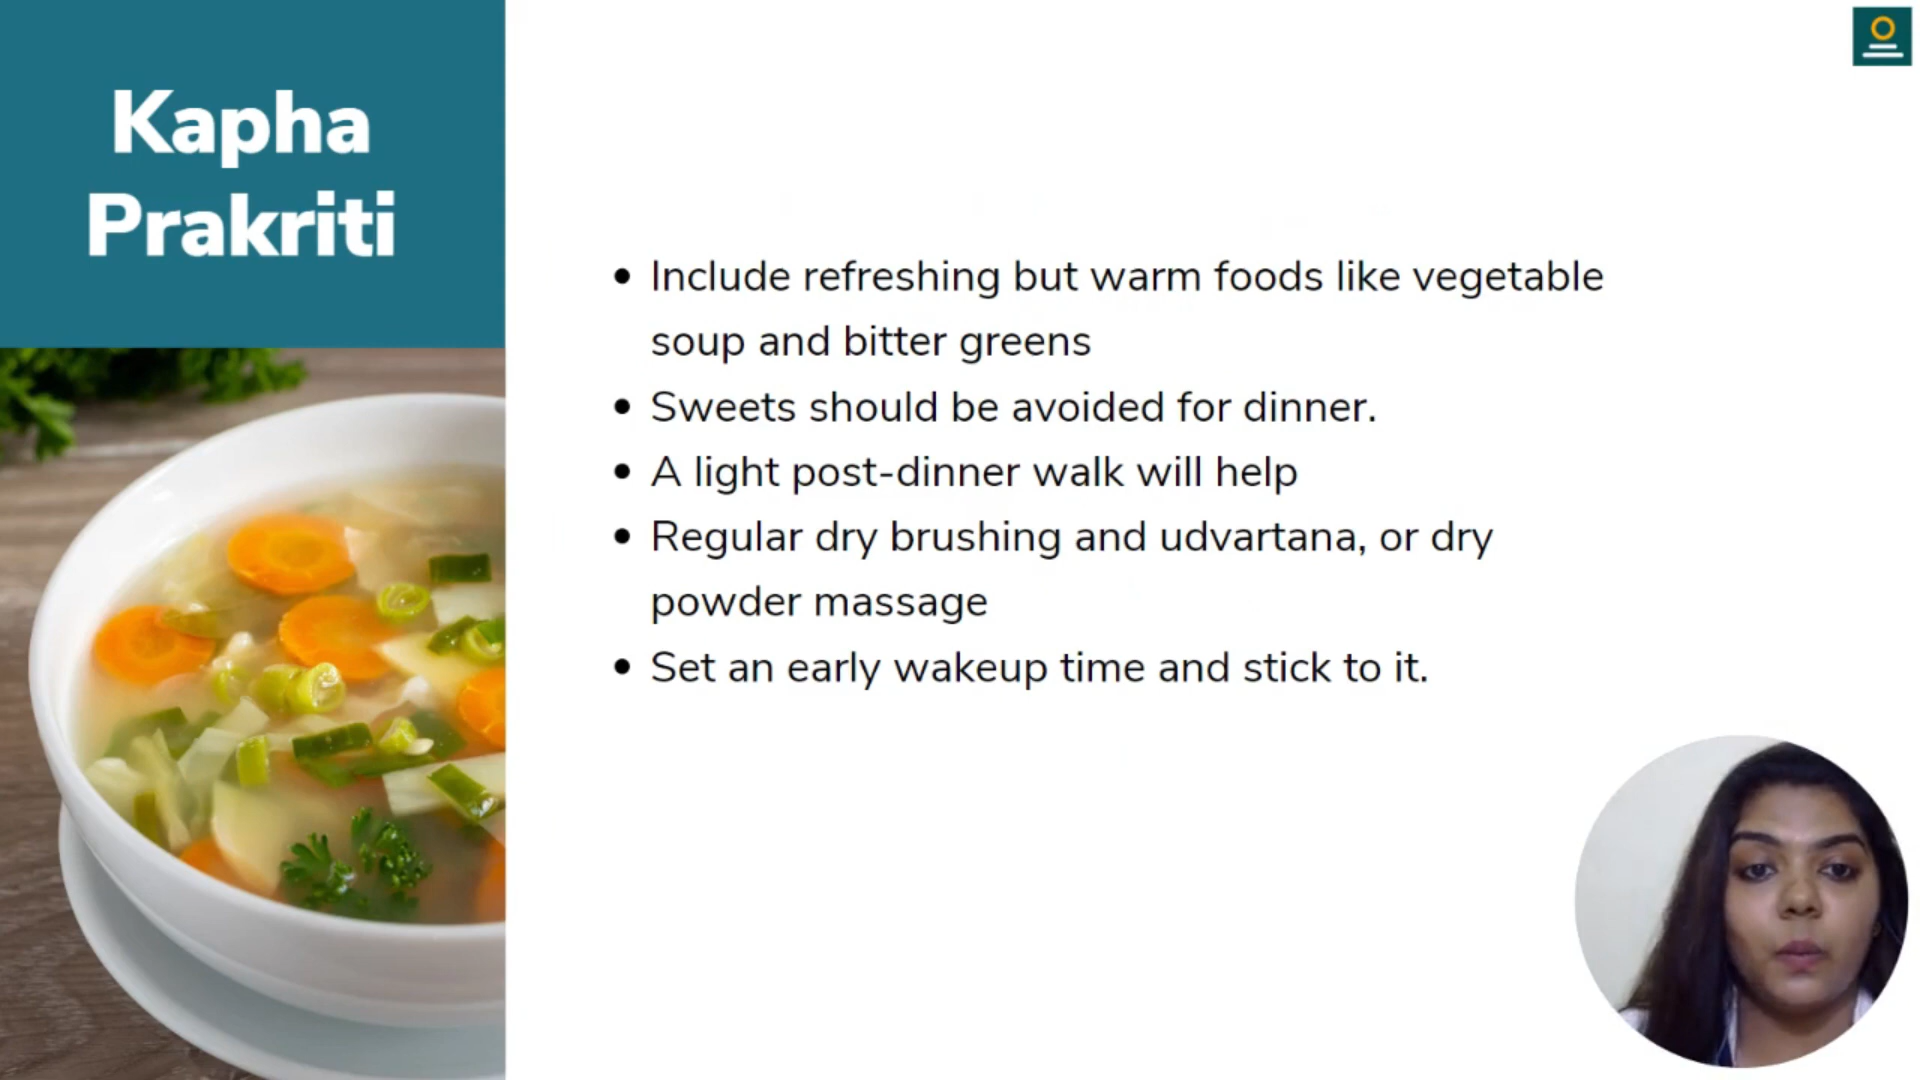 Kapha
Prakriti
• Include refreshing but warm foods like vegetable
soup and bitter greens
• Sweets should be avoided for dinner.
• A light post-dinner walk will help
• Regular dry brushing and udvartana, or dry
powder massage
• Set an early wakeup time and stick to it.